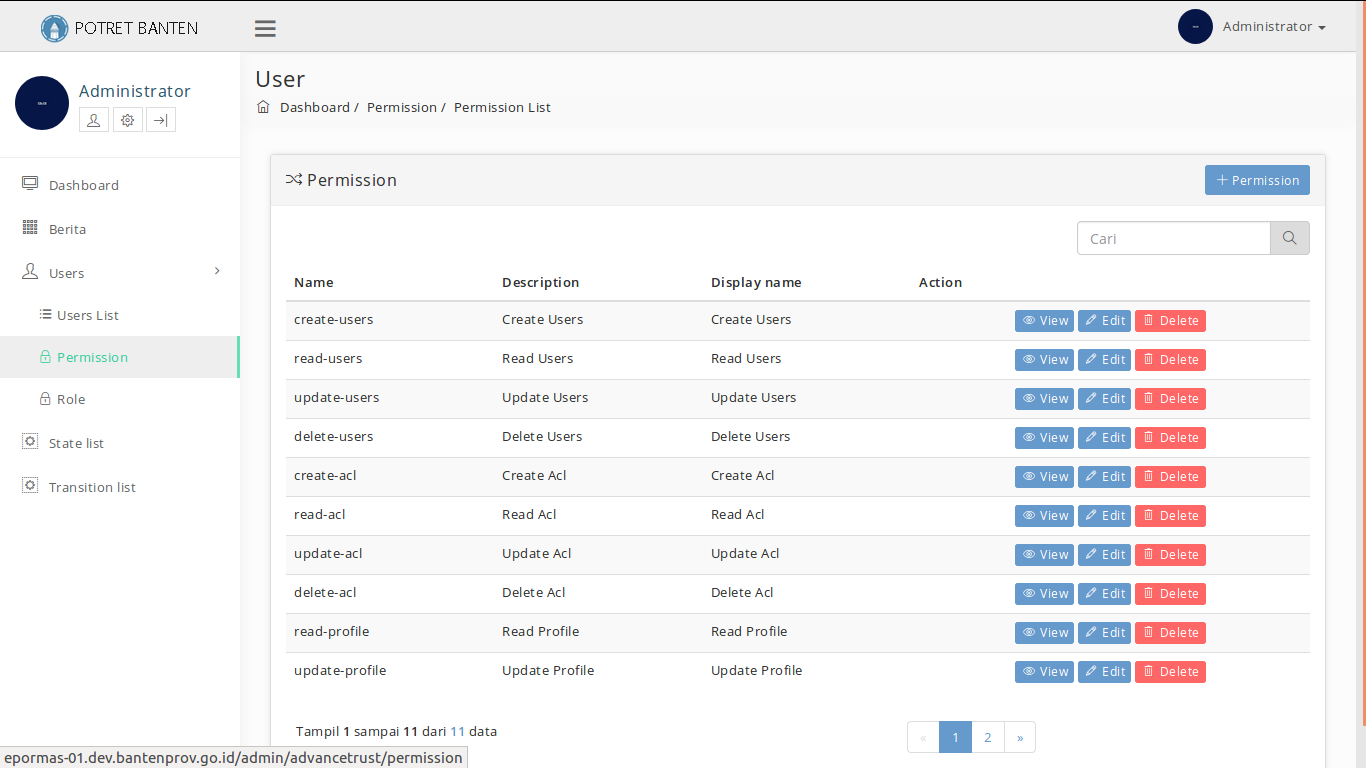 POTRET BANTEN
Administrator
Administrator
Dashboard
Berita
Users
Users List
Permission
Role
State list
Transition list
User
Dashboard / Permission / Permission List
Permission
+ Permission
Cari
Name Description Display name Action
create-users Create Users Create Users View Edit Delete
read-users Read Users Read Users View Edit Delete
update-users Update Users Update Users View Edit Delete
delete-users Delete Users Delete Users View Edit Delete
create-acl Create Acl Create Acl View Edit Delete
read-acl Read Acl Read Acl View Edit Delete
update-acl Update Acl Update Acl View Edit Delete
delete-acl Delete Acl Delete Acl View Edit Delete
read-profile Read Profile Read Profile View Edit Delete
update-profile Update Profile Update Profile View Edit Delete
Tampil 1 sampai 11 dari 11 data
« 1 2 »
epormas-01.dev.bantenprov.go.id/admin/advancetrust/permission